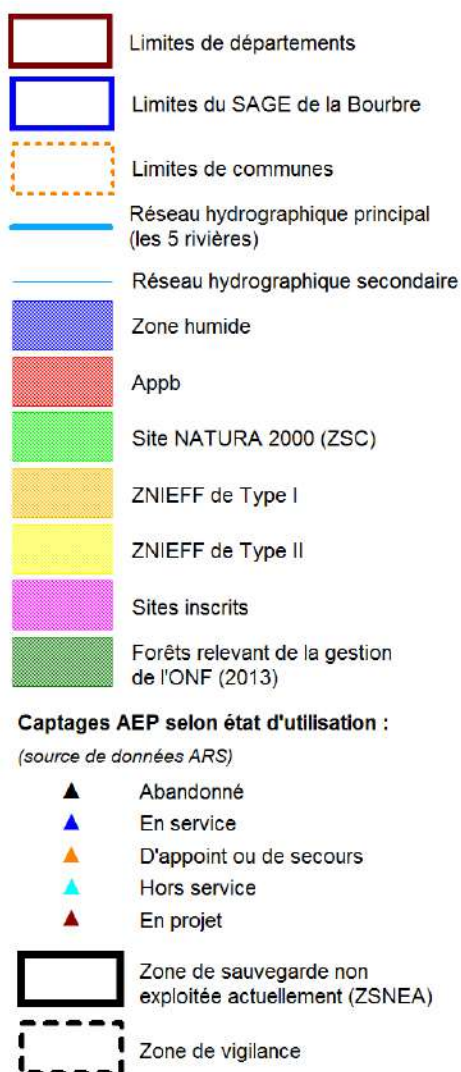 Limites de départements
Limites du SAGE de la Bourbre
Limites de communes
Réseau hydrographique principal
(les 5 rivières)
Réseau hydrographique secondaire
Zone humide
Appb
Site NATURA 2000 (ZSC)
ZNIEFF de Type I
ZNIEFF de Type II
Sites inscrits
Forêts relevant de la gestion
de l'ONF (2013)
Captages AEP selon état d'utilisation :
(source de données ARS)
Abandonné
En service
D'appoint ou de secours
Hors service
En projet
Zone de sauvegarde non
exploitée actuellement (ZSNEA)
Zone de vigilance